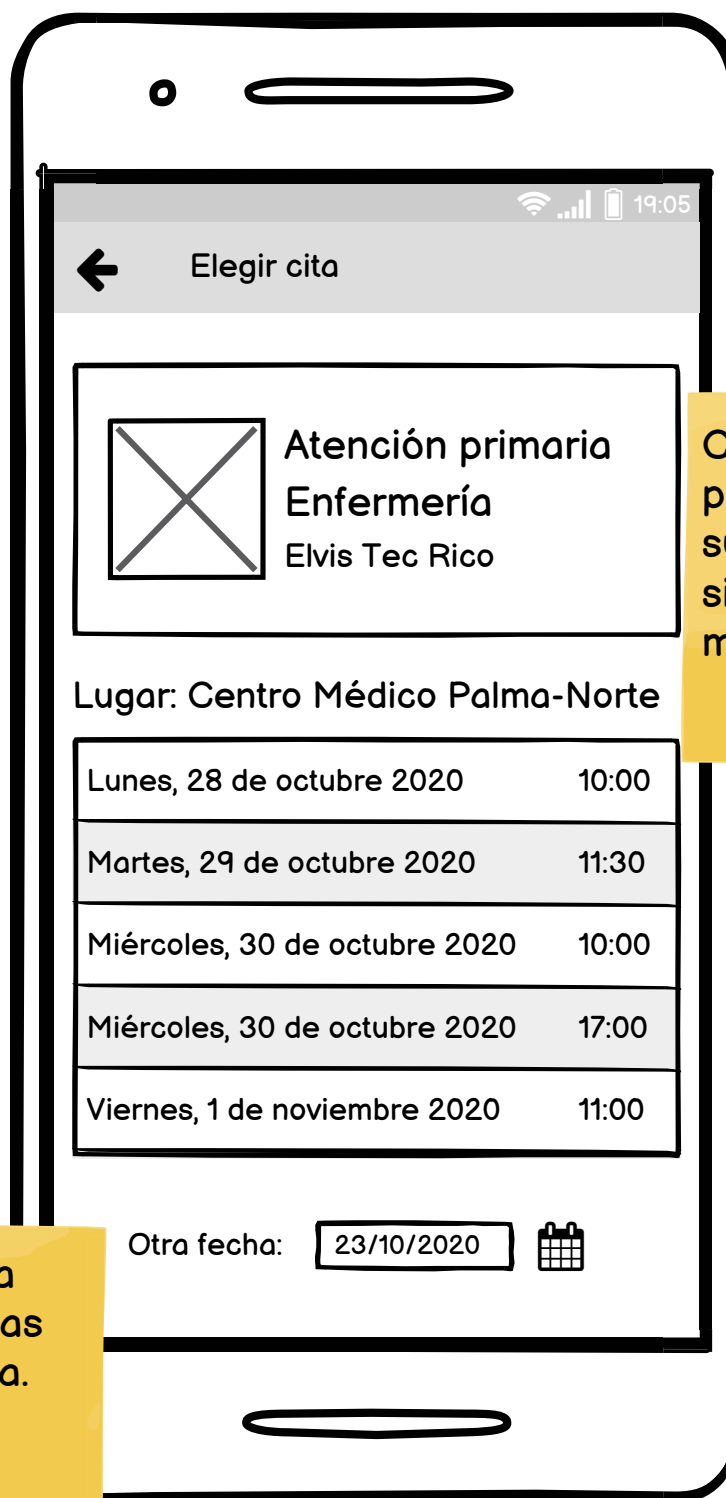 19:05
Elegir cita
Atención primaria
Enfermería
Elvis Tec Rico
Lugar: Centro Médico Palma-Norte
Lunes, 28 de octubre 2020 10:00
Martes, 29 de octubre 2020 11:30
Miércoles, 30 de octubre 2020 10:00
Miércoles, 30 de octubre 2020 17:00
Viernes, 1 de noviembre 2020 11:00
Otra fecha: 23/10/2020